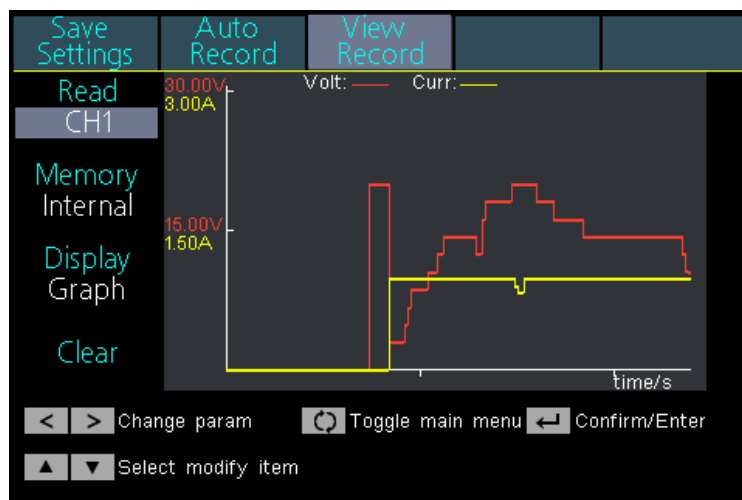 Save Settings
Auto Record
View Record
Read
CH1
Memory
Internal
Display
Graph
Clear
30.00V
3.00A
Volt: Curr:
15.00V
1.50A
time/s
< > Change param
Toggle main menu
Confirm/Enter
▲ ▼ Select modify item